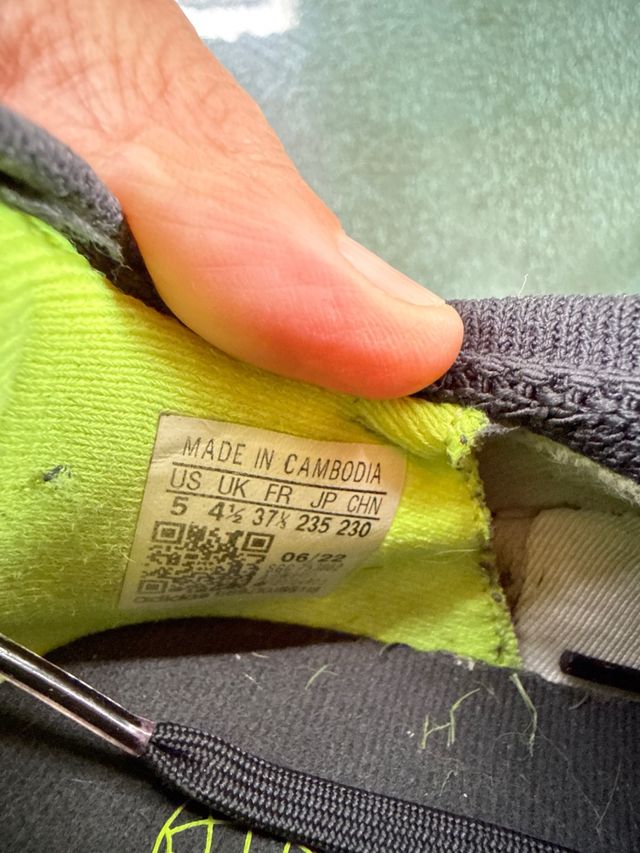 MADE IN CAMBODIA
US UK FR JP CHN
5 4½ 37⅓ 235 230
06/22